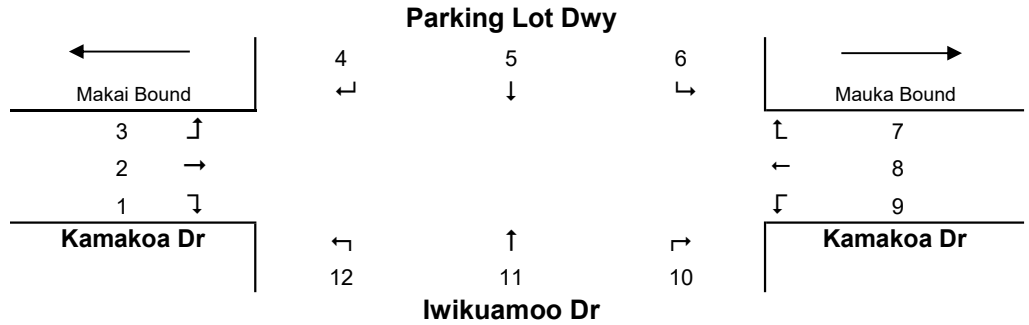 Parking Lot Dwy
4 5 6
Makai Bound Mauka Bound
3 7
2 8
1 9
Kamakoa Dr Kamakoa Dr
12 11 10
Iwikuamoo Dr